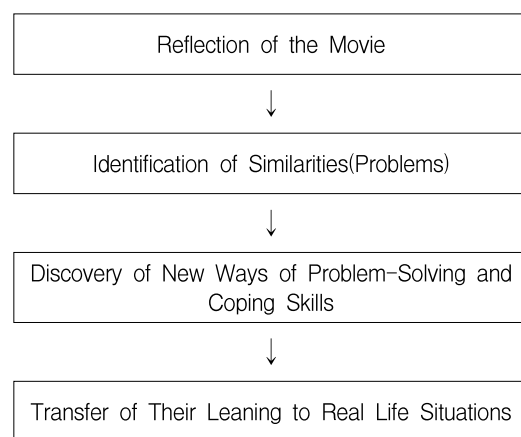 Reflection of the Movie
Identification of Similarities(Problems)
Discovery of New Ways of Problem-Solving and
Coping Skills
Transfer of Their Leaning to Real Life Situations